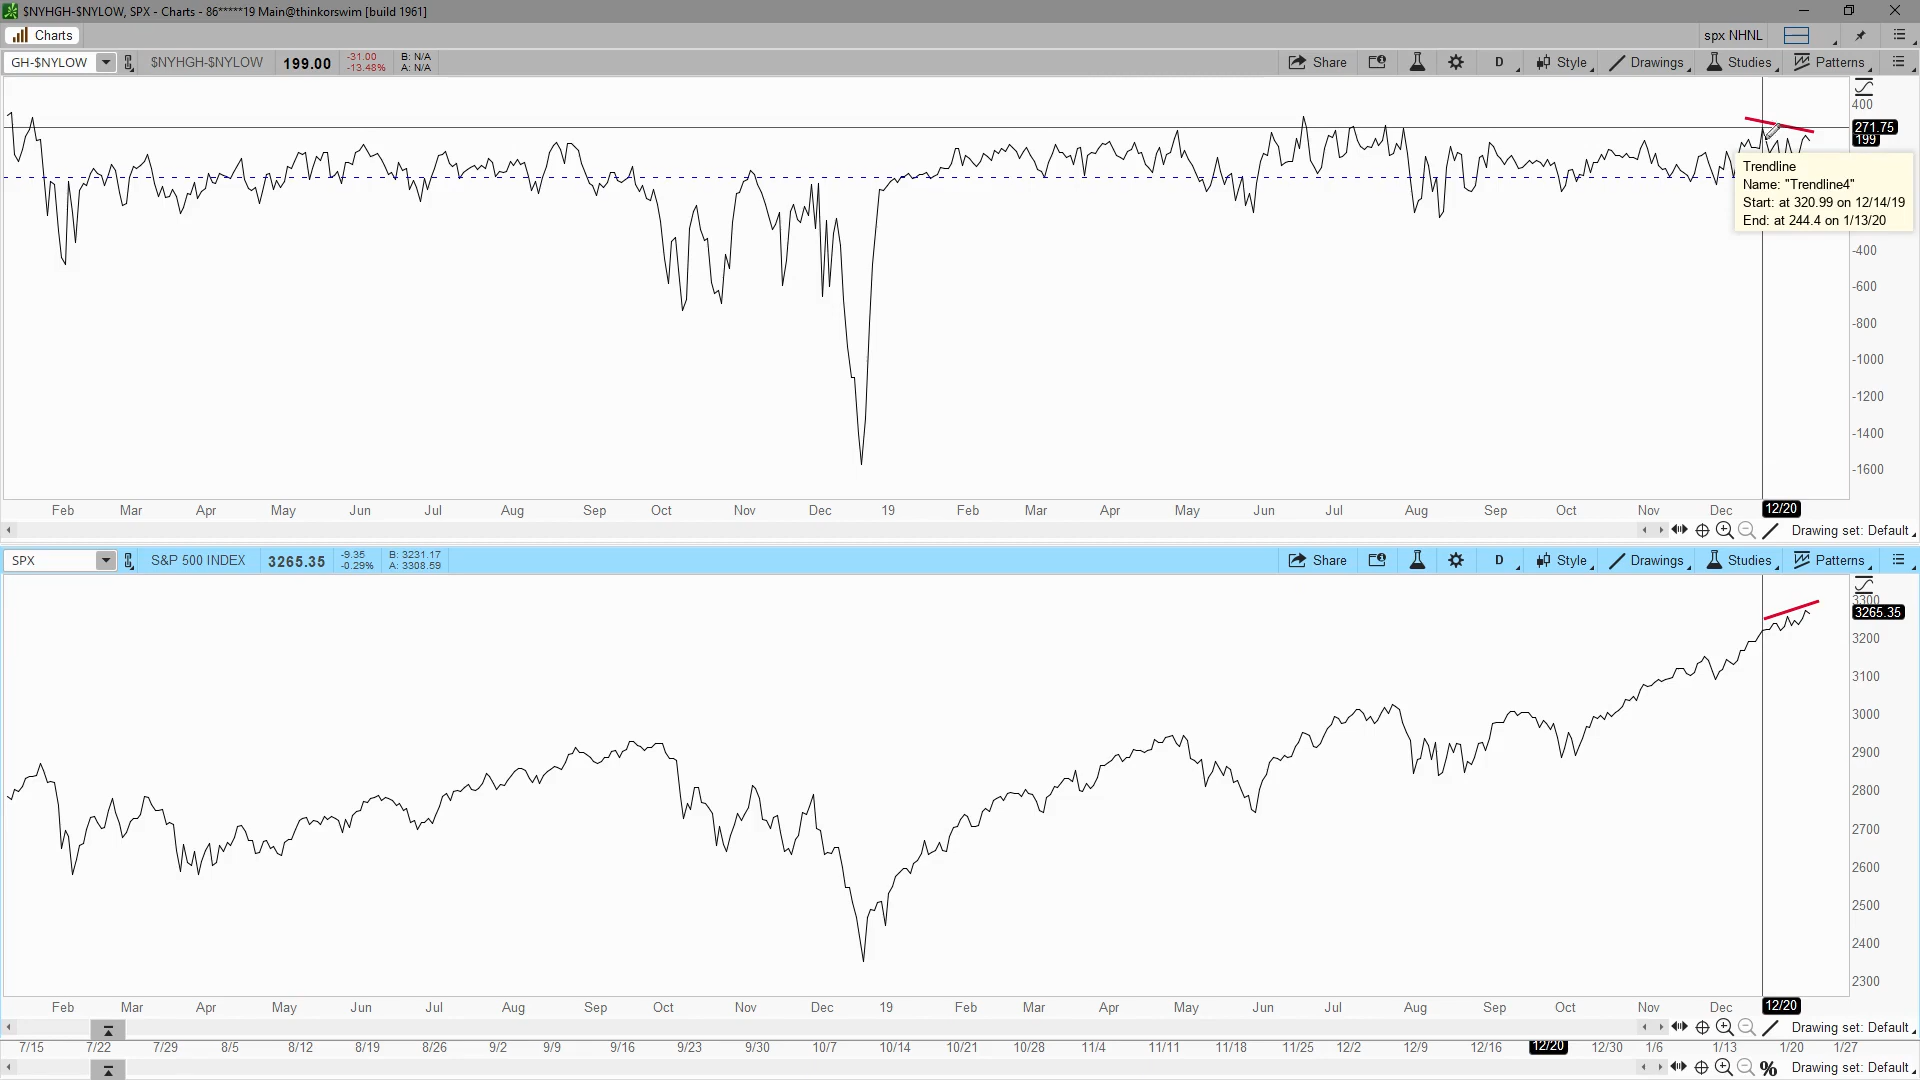 $NYHGH-$NYLOW, SPX - Charts - 86*****19 Main@thinkorswim [build 1961]
Charts
spx NHNL
GH-$NYLOW $NYHGH-$NYLOW 199.00 -31.00 -13.48% B: N/A A: N/A Share D Style Drawings Studies Patterns
400
271.75
199
Trendline
Name: "Trendline4"
Start: at 320.99 on 12/14/19
End: at 244.4 on 1/13/20
-400
-600
-800
-1000
-1200
-1400
-1600
Feb Mar Apr May Jun Jul Aug Sep Oct Nov Dec 19 Feb Mar Apr May Jun Jul Aug Sep Oct Nov Dec 12/20
Drawing set: Default
SPX S&P 500 INDEX 3265.35 -9.35 -0.29% B: 3231.17 A: 3308.59 Share D Style Drawings Studies Patterns
3300
3265.35
3200
3100
3000
2900
2800
2700
2600
2500
2400
2300
Feb Mar Apr May Jun Jul Aug Sep Oct Nov Dec 19 Feb Mar Apr May Jun Jul Aug Sep Oct Nov Dec 12/20
Drawing set: Default
7/15 7/22 7/29 8/5 8/12 8/19 8/26 9/2 9/9 9/16 9/23 9/30 10/7 10/14 10/21 10/28 11/4 11/11 11/18 11/25 12/2 12/9 12/16 12/20 12/30 1/6 1/13 1/20 1/27
% Drawing set: Default